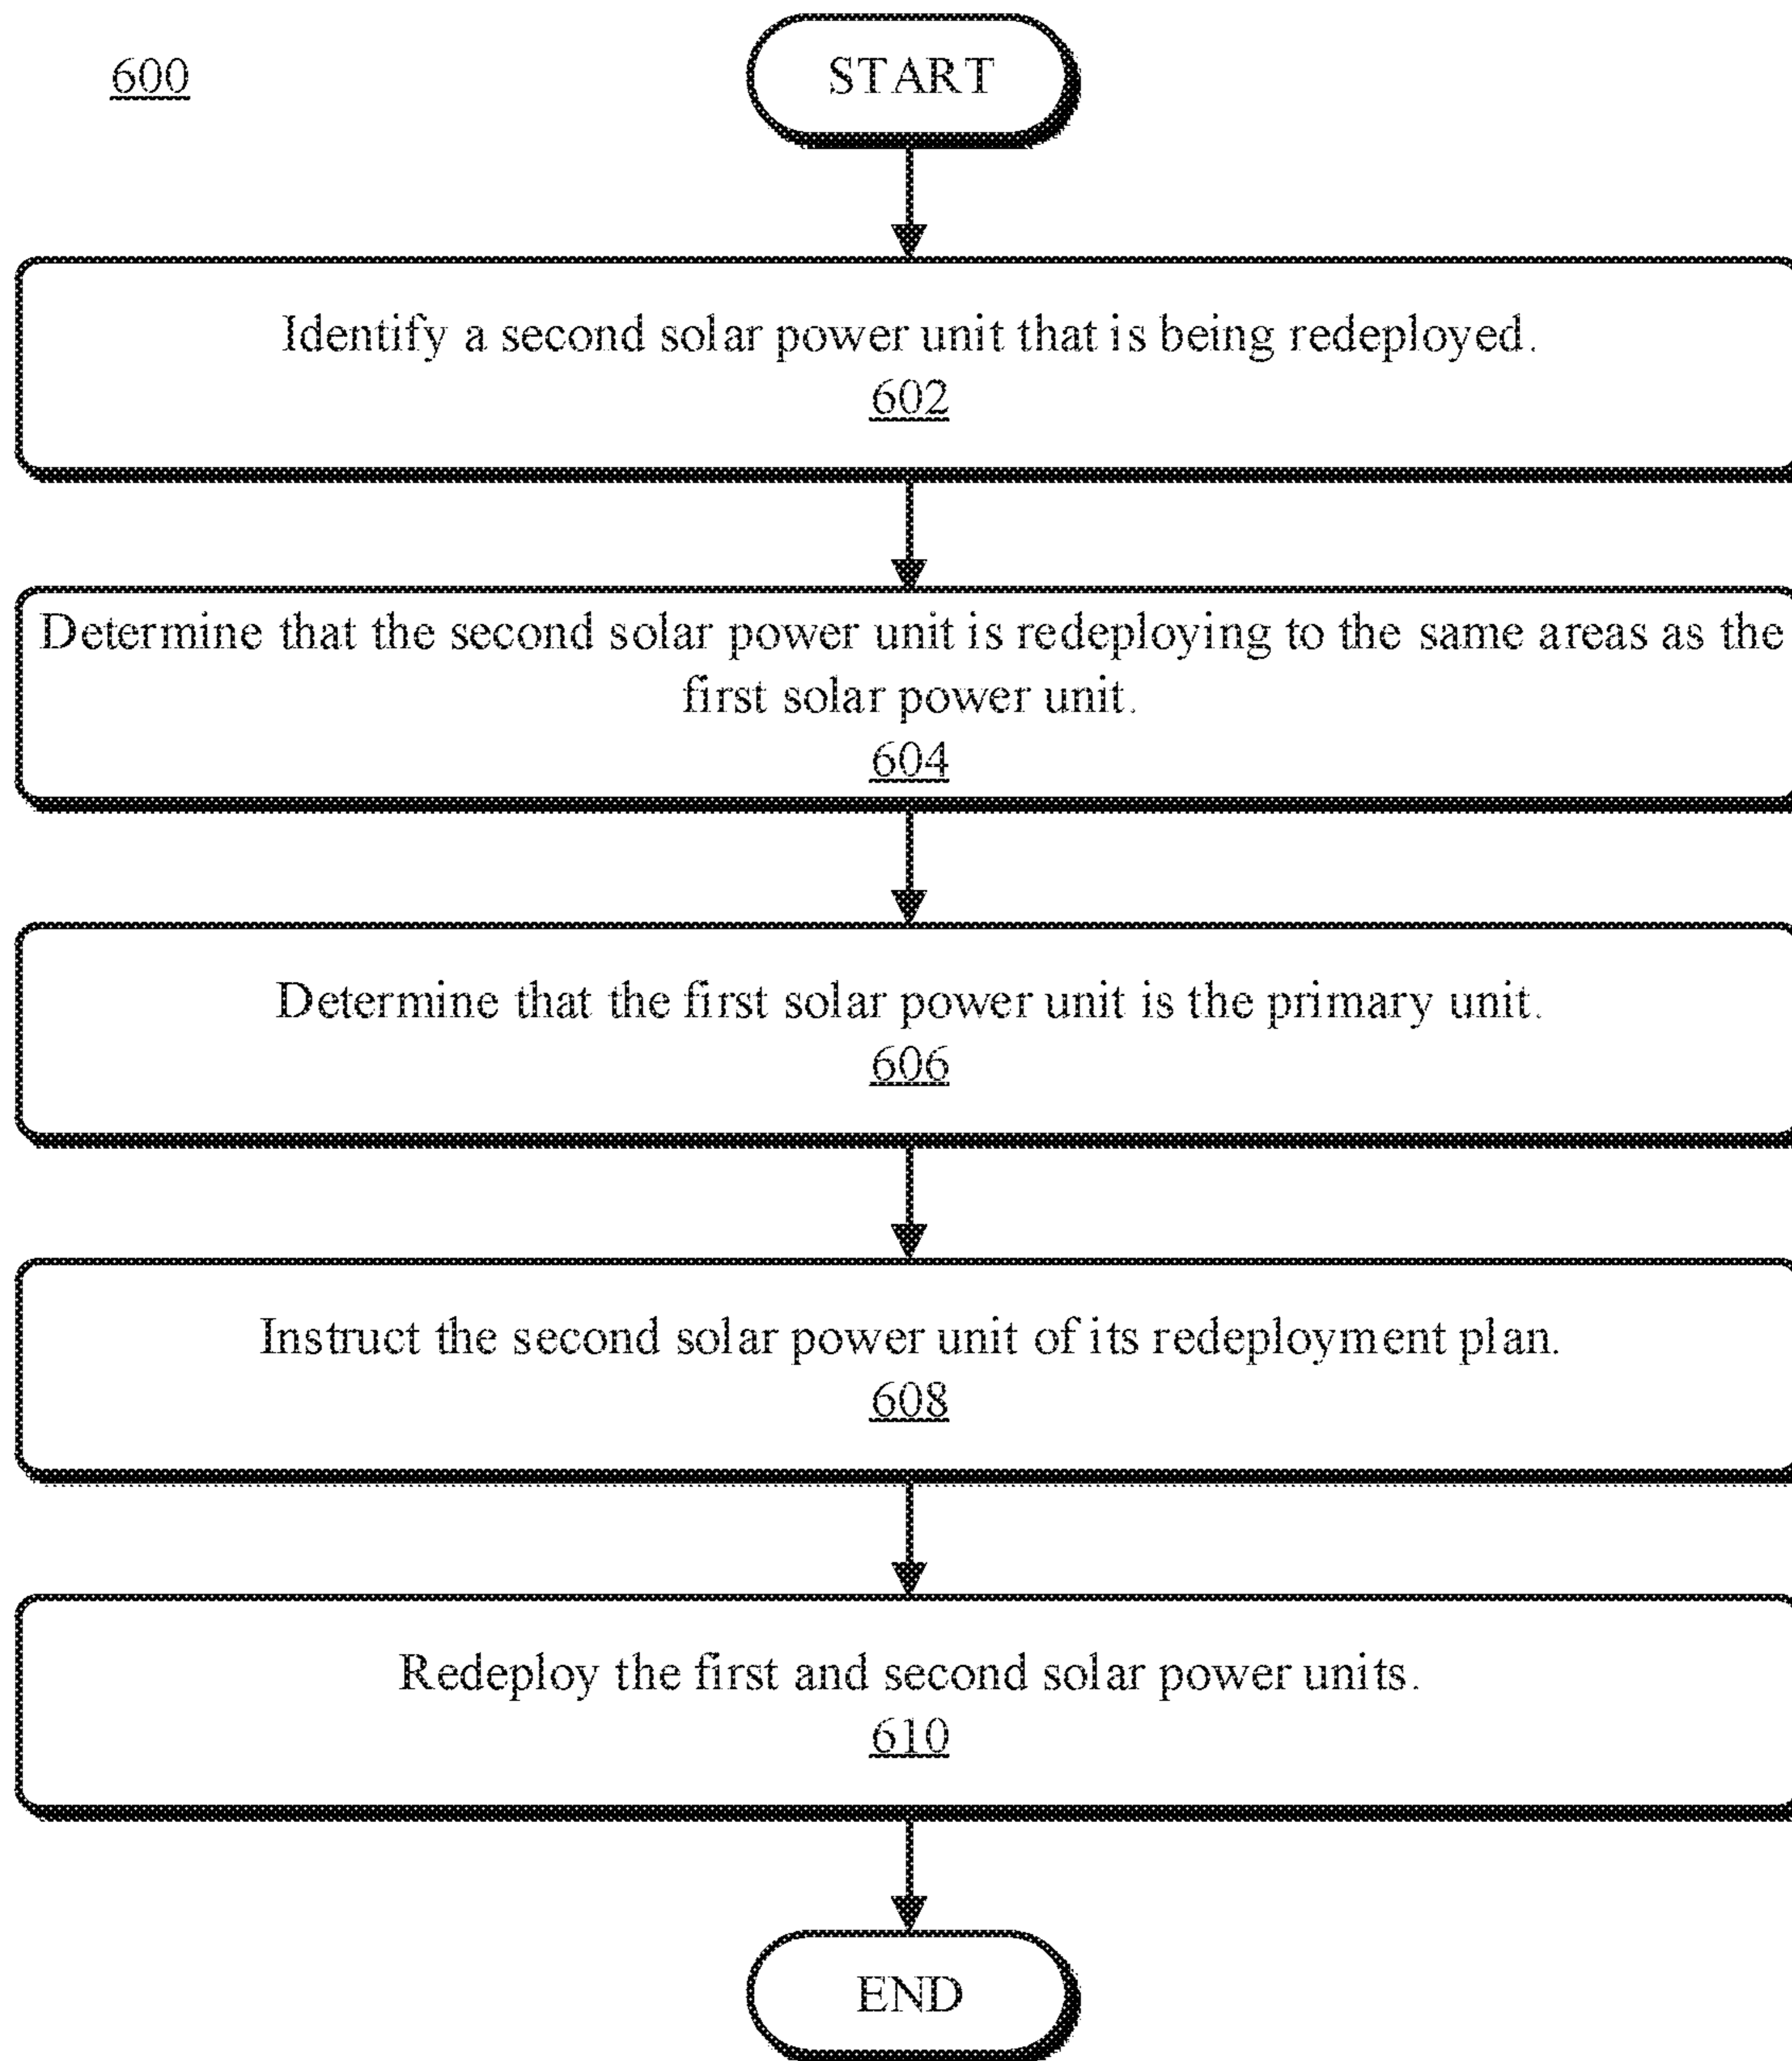 600
START
Identify a second solar power unit that is being redeployed.
602
Determine that the second solar power unit is redeploying to the same areas as the
first solar power unit.
604
Determine that the first solar power unit is the primary unit.
606
Instruct the second solar power unit of its redeployment plan.
608
Redeploy the first and second solar power units.
610
END